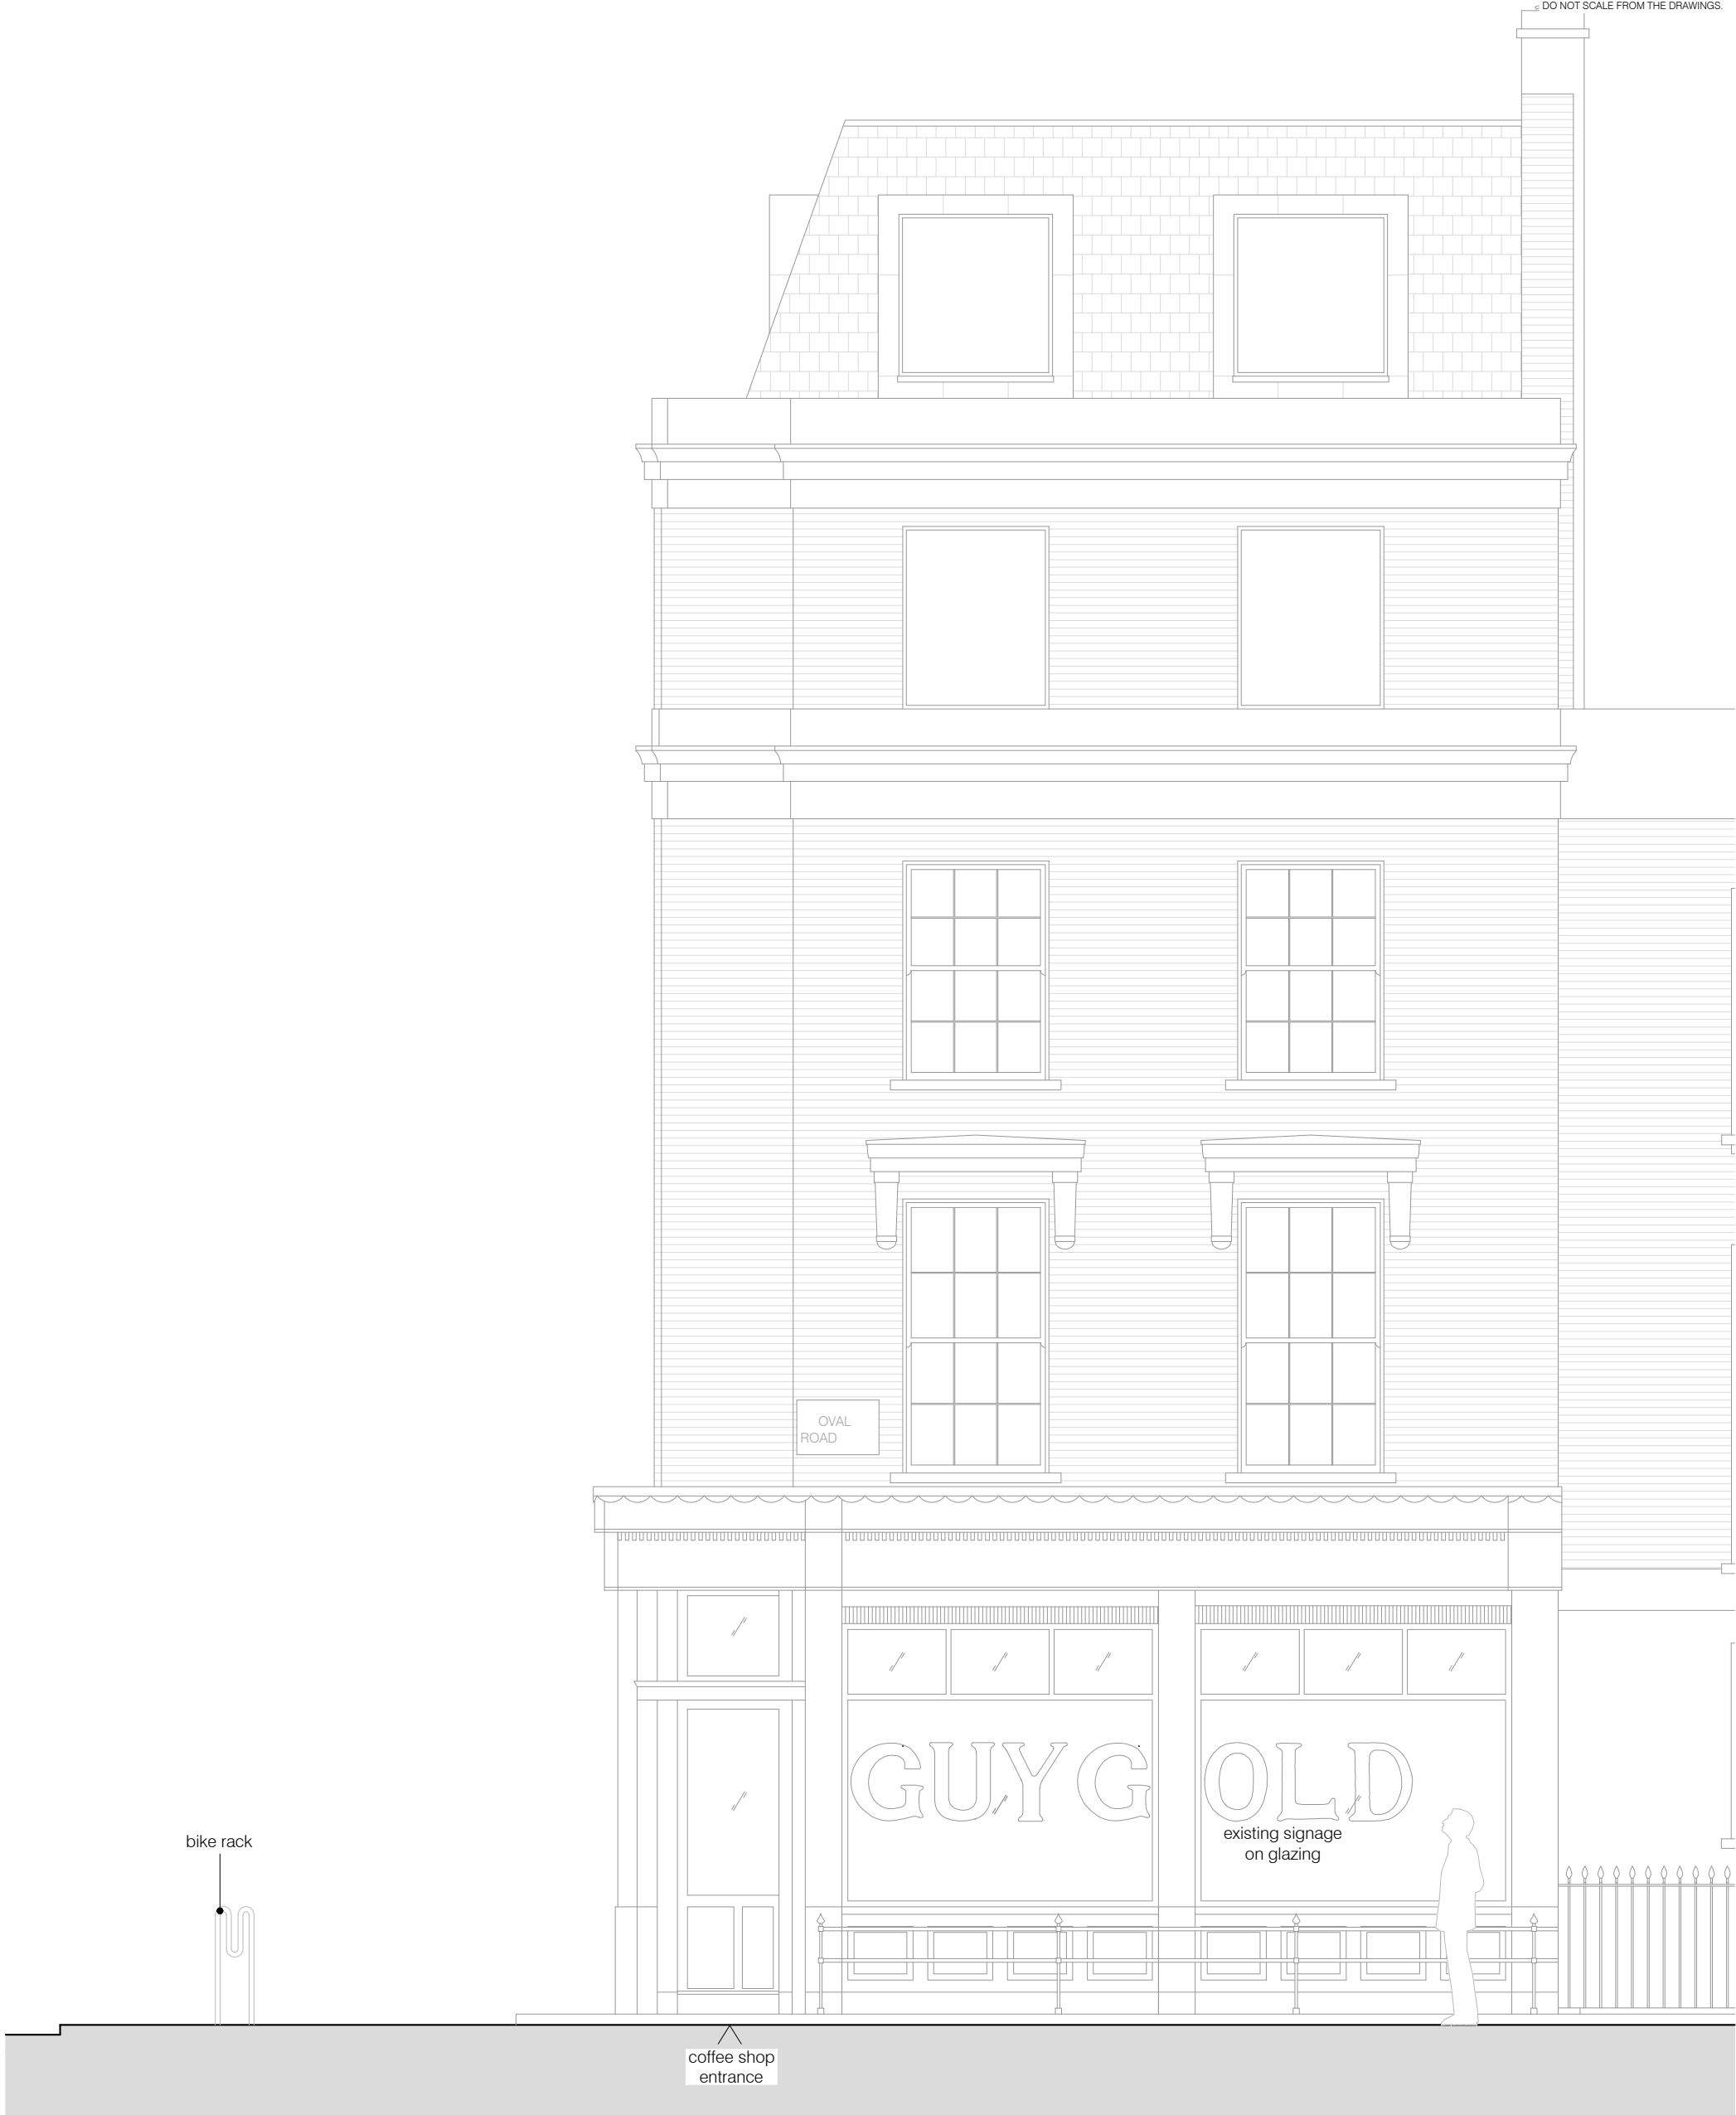 DO NOT SCALE FROM THE DRAWINGS.
OVAL
ROAD
GUY GOLD
existing signage
on glazing
bike rack
coffee shop
entrance